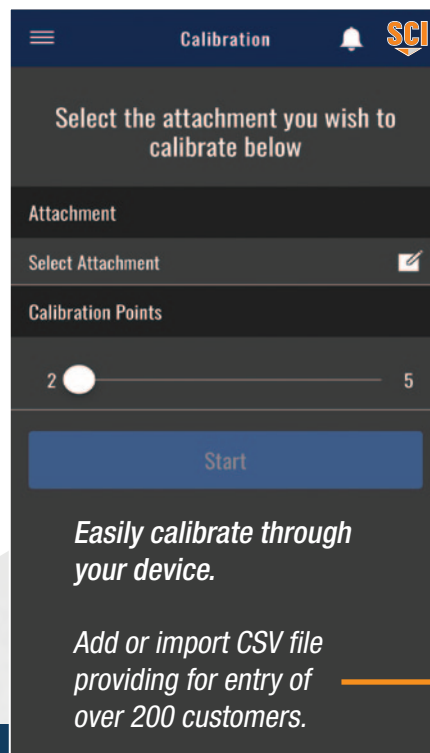 Calibration
SCI
Select the attachment you wish to
calibrate below
Attachment
Select Attachment
Calibration Points
2 5
Start
Easily calibrate through
your device.
Add or import CSV file
providing for entry of
over 200 customers.